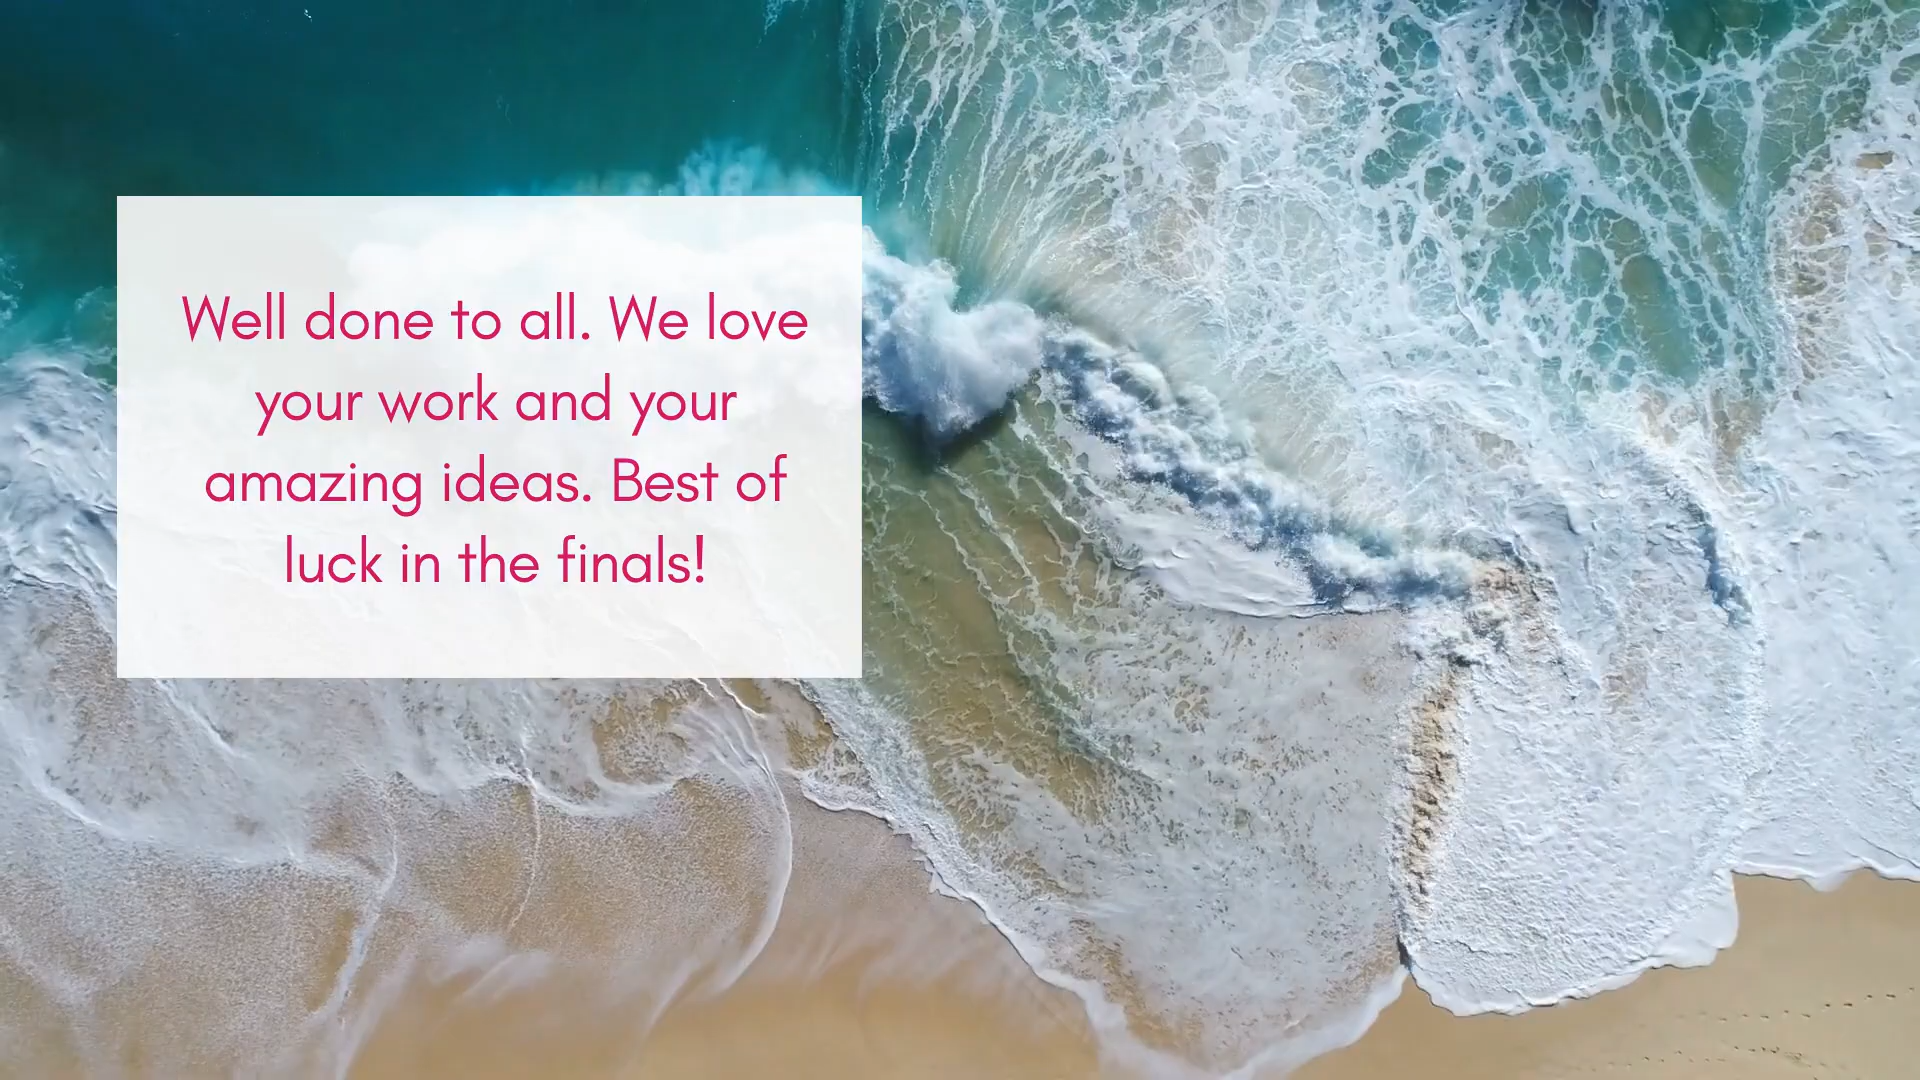 Well done to all. We love
your work and your
amazing ideas. Best of
luck in the finals!